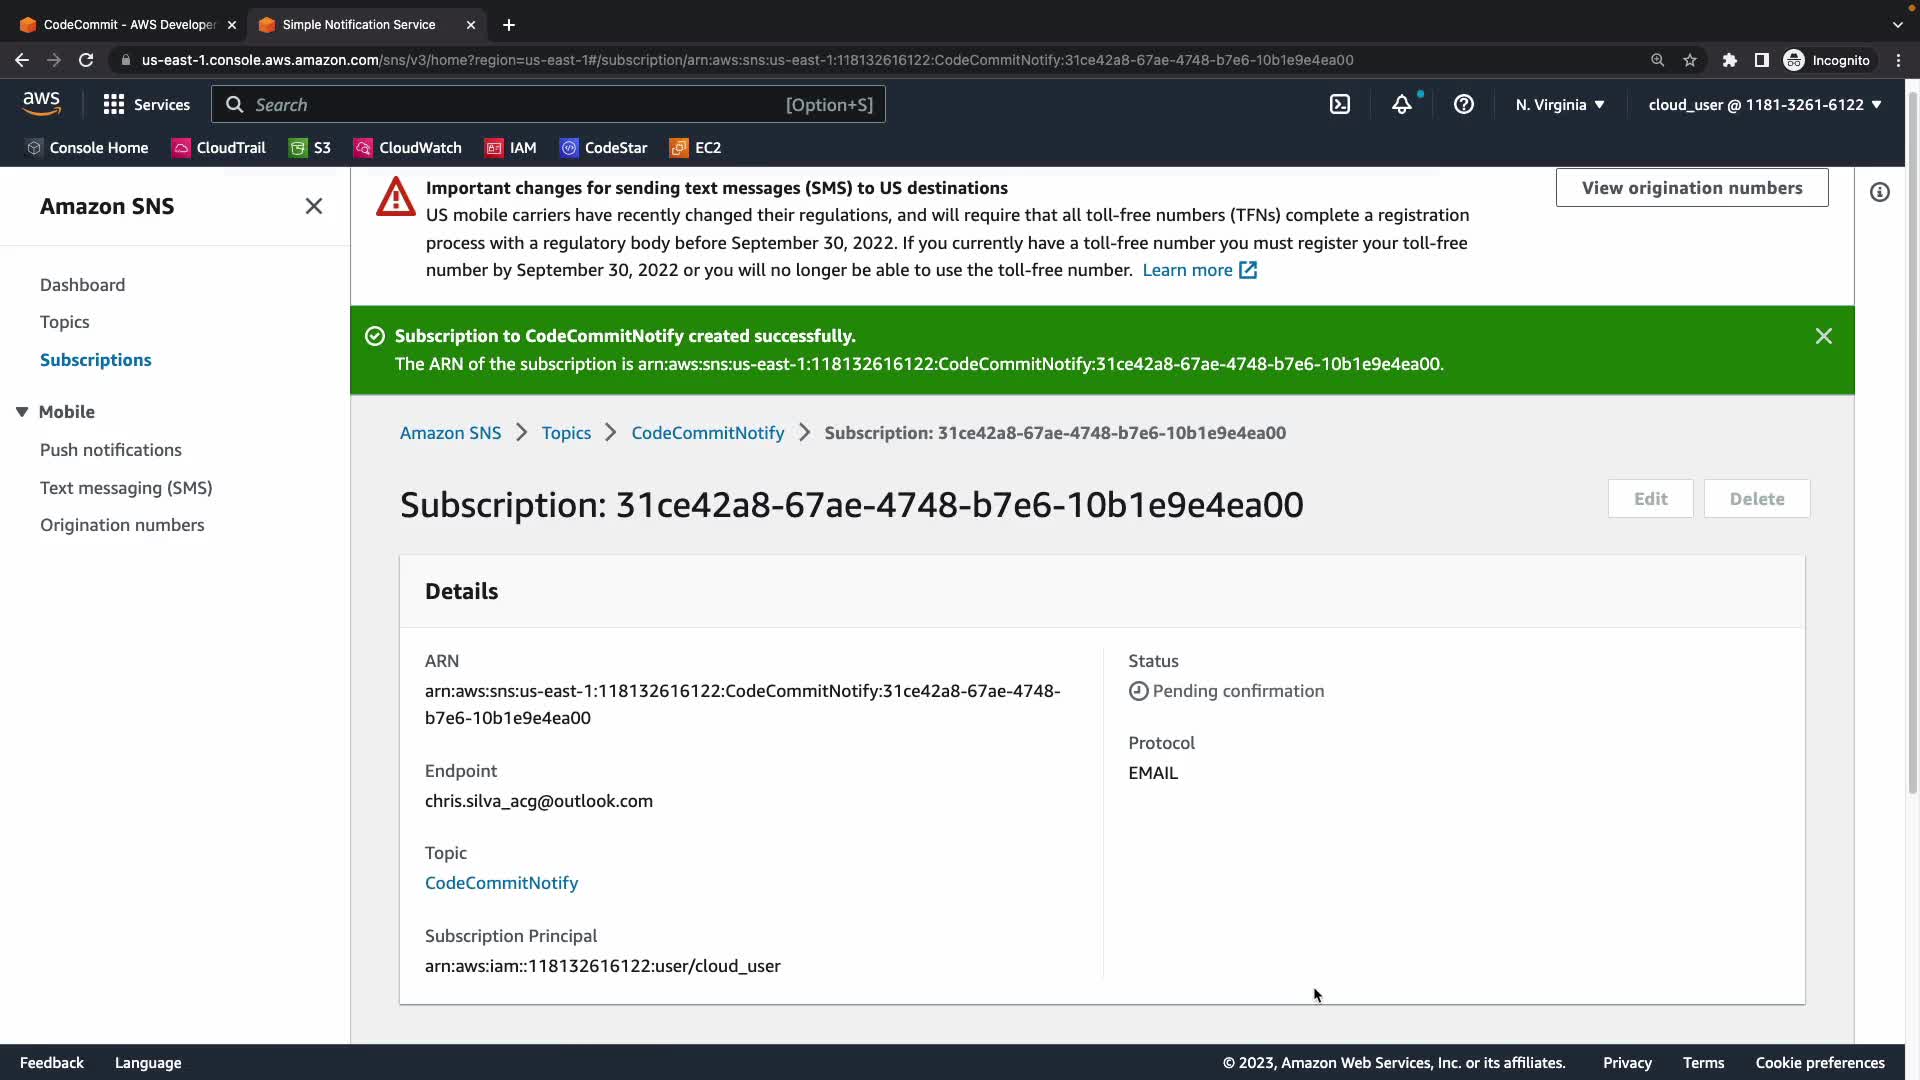 CodeCommit - AWS Developer
Simple Notification Service
us-east-1.console.aws.amazon.com/sns/v3/home?region=us-east-1#/subscription/arn:aws:sns:us-east-1:118132616122:CodeCommitNotify:31ce42a8-67ae-4748-b7e6-10b1e9e4ea00
Incognito
aws
Services
Search
[Option+S]
N. Virginia
cloud_user @ 1181-3261-6122
Console Home
CloudTrail
S3
CloudWatch
IAM
CodeStar
EC2
Amazon SNS
Dashboard
Topics
Subscriptions
Mobile
Push notifications
Text messaging (SMS)
Origination numbers
Important changes for sending text messages (SMS) to US destinations
US mobile carriers have recently changed their regulations, and will require that all toll-free numbers (TFNs) complete a registration
process with a regulatory body before September 30, 2022. If you currently have a toll-free number you must register your toll-free
number by September 30, 2022 or you will no longer be able to use the toll-free number. Learn more
View origination numbers
Subscription to CodeCommitNotify created successfully.
The ARN of the subscription is arn:aws:sns:us-east-1:118132616122:CodeCommitNotify:31ce42a8-67ae-4748-b7e6-10b1e9e4ea00.
Amazon SNS > Topics > CodeCommitNotify > Subscription: 31ce42a8-67ae-4748-b7e6-10b1e9e4ea00
Subscription: 31ce42a8-67ae-4748-b7e6-10b1e9e4ea00
Edit
Delete
Details
ARN
arn:aws:sns:us-east-1:118132616122:CodeCommitNotify:31ce42a8-67ae-4748-
b7e6-10b1e9e4ea00
Endpoint
chris.silva_acg@outlook.com
Topic
CodeCommitNotify
Subscription Principal
arn:aws:iam::118132616122:user/cloud_user
Status
Pending confirmation
Protocol
EMAIL
Feedback
Language
© 2023, Amazon Web Services, Inc. or its affiliates.
Privacy
Terms
Cookie preferences